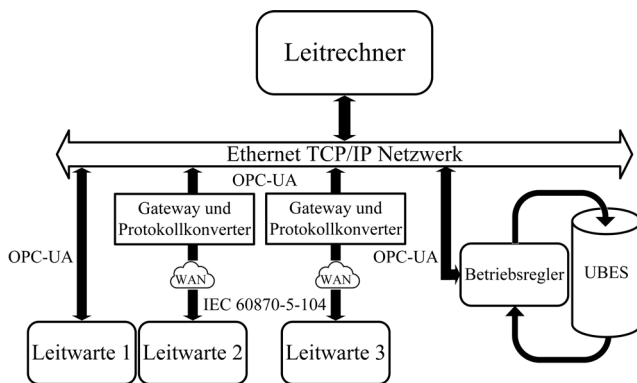 Leitrechner
Ethernet TCP/IP Netzwerk
OPC-UA
Gateway und
Protokollkonverter
Gateway und
Protokollkonverter
OPC-UA
OPC-UA
WAN
WAN
Betriebsregler
UBES
IEC 60870-5-104
Leitwarte 1
Leitwarte 2
Leitwarte 3